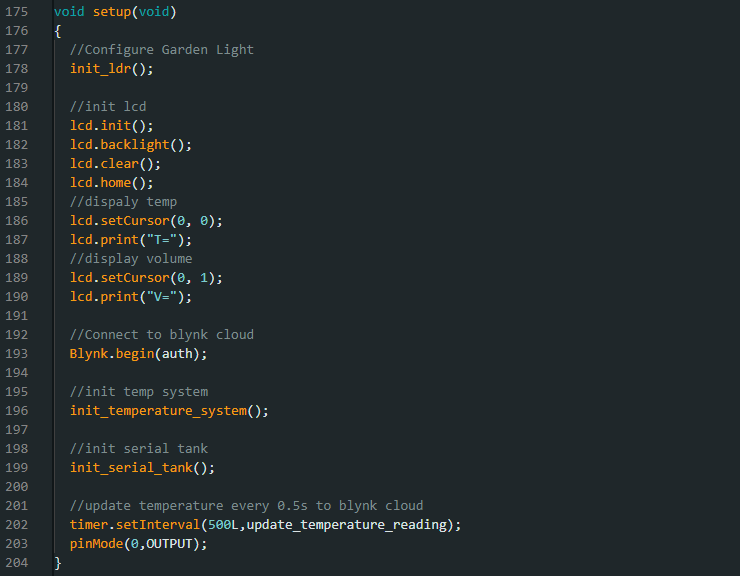 175 void setup(void)
176 {
177   //Configure Garden Light
178   init_ldr();
179
180   //init lcd
181   lcd.init();
182   lcd.backlight();
183   lcd.clear();
184   lcd.home();
185   //dispaly temp
186   lcd.setCursor(0, 0);
187   lcd.print("T=");
188   //display volume
189   lcd.setCursor(0, 1);
190   lcd.print("V=");
191
192   //Connect to blynk cloud
193   Blynk.begin(auth);
194
195   //init temp system
196   init_temperature_system();
197
198   //init serial tank
199   init_serial_tank();
200
201   //update temperature every 0.5s to blynk cloud
202   timer.setInterval(500L,update_temperature_reading);
203   pinMode(0,OUTPUT);
204 }